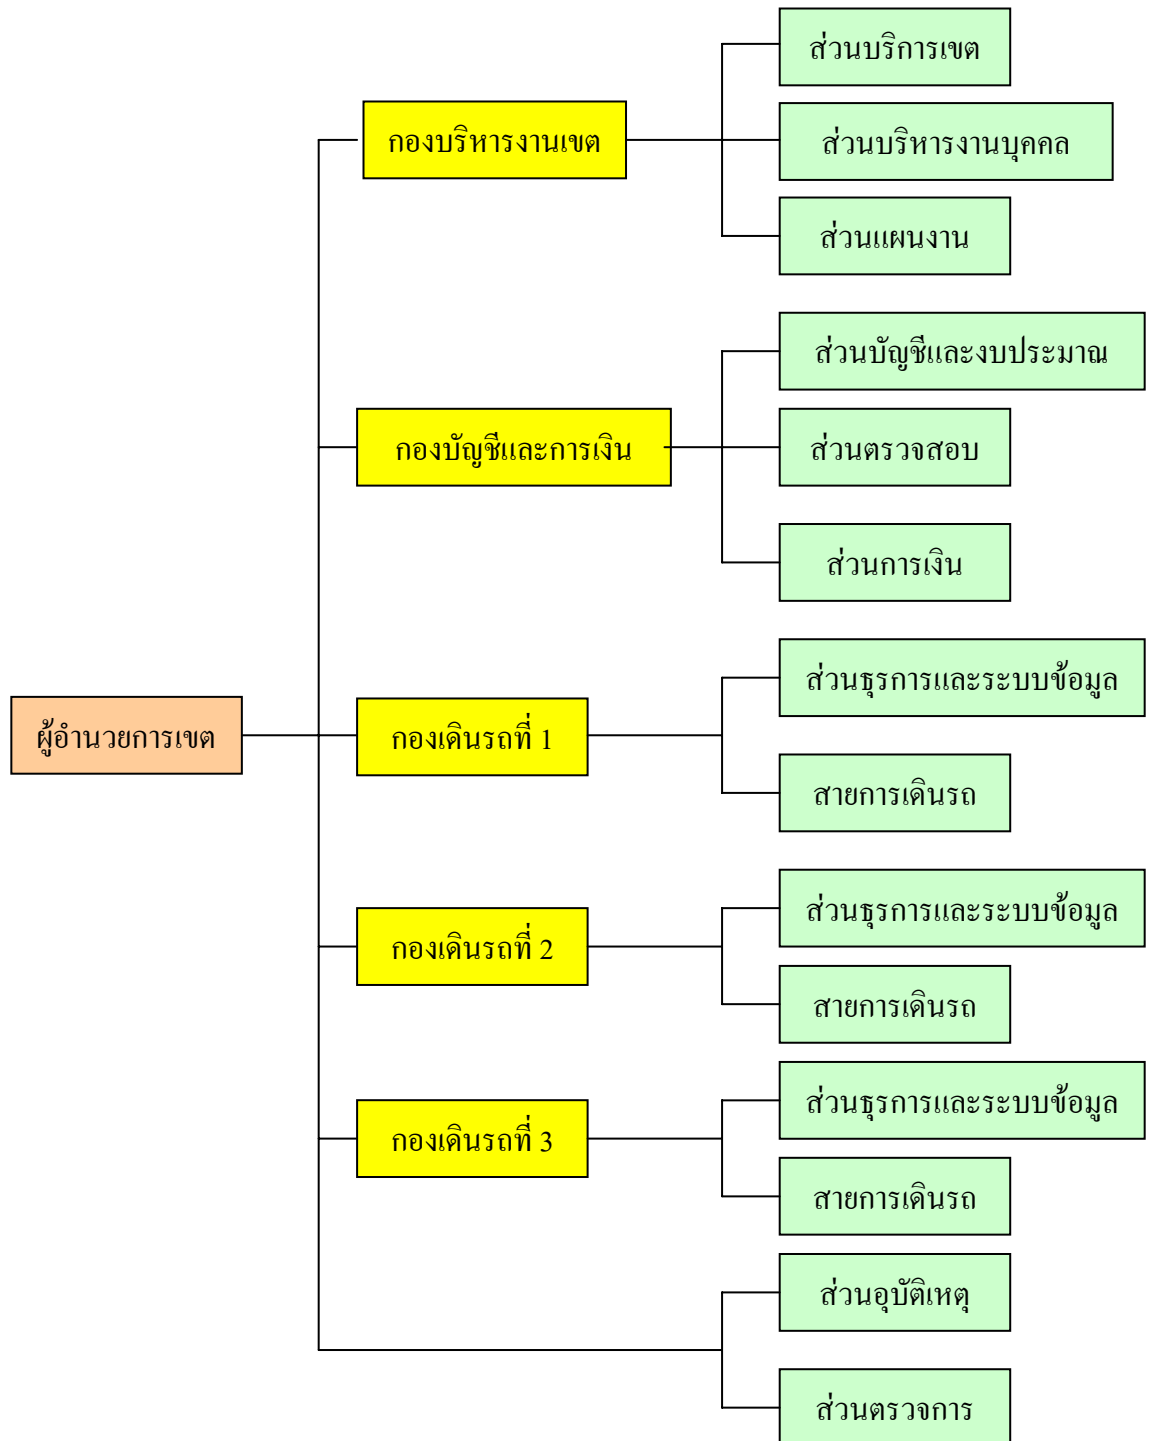 ส่วนบริการเขต
กองบริหารงานเขต
ส่วนบริหารงานบุคคล
ส่วนแผนงาน
ส่วนบัญชีและงบประมาณ
กองบัญชีและการเงิน
ส่วนตรวจสอบ
ส่วนการเงิน
ส่วนธุรการและระบบข้อมูล
ผู้อำนวยการเขต
กองเดินรถที่ 1
สายการเดินรถ
ส่วนธุรการและระบบข้อมูล
กองเดินรถที่ 2
สายการเดินรถ
ส่วนธุรการและระบบข้อมูล
กองเดินรถที่ 3
สายการเดินรถ
ส่วนอุบัติเหตุ
ส่วนตรวจการ